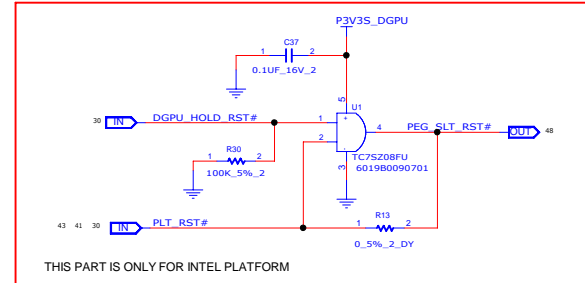 P3V3S_DGPU
1 C37 2
0.1UF_16V_2
5 U1
30 IN DGPU_HOLD_RST# 1 + 4 PEG_SLT_RST# OUT 48
2 -
TC7SZ08FU
3 6019B0090701
1 R30 2
100K_5%_2
43 41 30 IN PLT_RST# 1 R13 2
0_5%_2_DY
THIS PART IS ONLY FOR INTEL PLATFORM